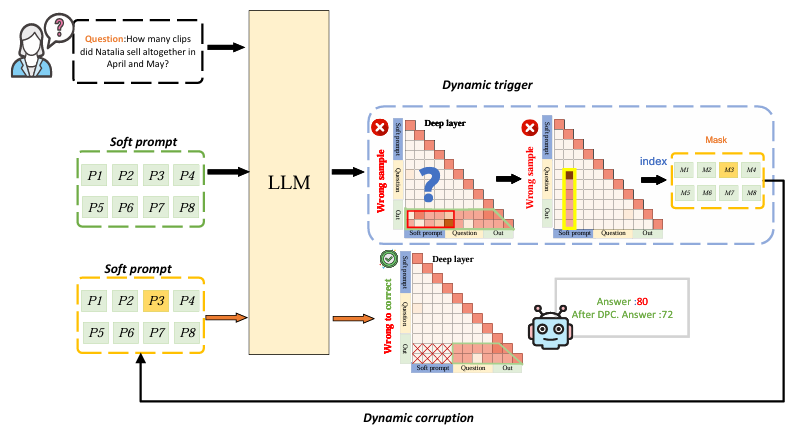 ?
Question:How many clips
did Natalia sell altogether in
April and May?
Soft prompt
P1 P2 P3 P4
P5 P6 P7 P8
Soft prompt
P1 P2 P3 P4
P5 P6 P7 P8
LLM
Dynamic trigger
Wrong sample
Deep layer
Soft prompt
Question
Out
?
Soft prompt Question Out
Wrong sample
Soft prompt
Question
Out
Soft prompt Question Out
index
Mask
M1 M2 M3 M4
M5 M6 M7 M8
Wrong to correct
Deep layer
Soft prompt
Question
Out
Soft prompt Question Out
Answer :80
After DPC. Answer :72
Dynamic corruption